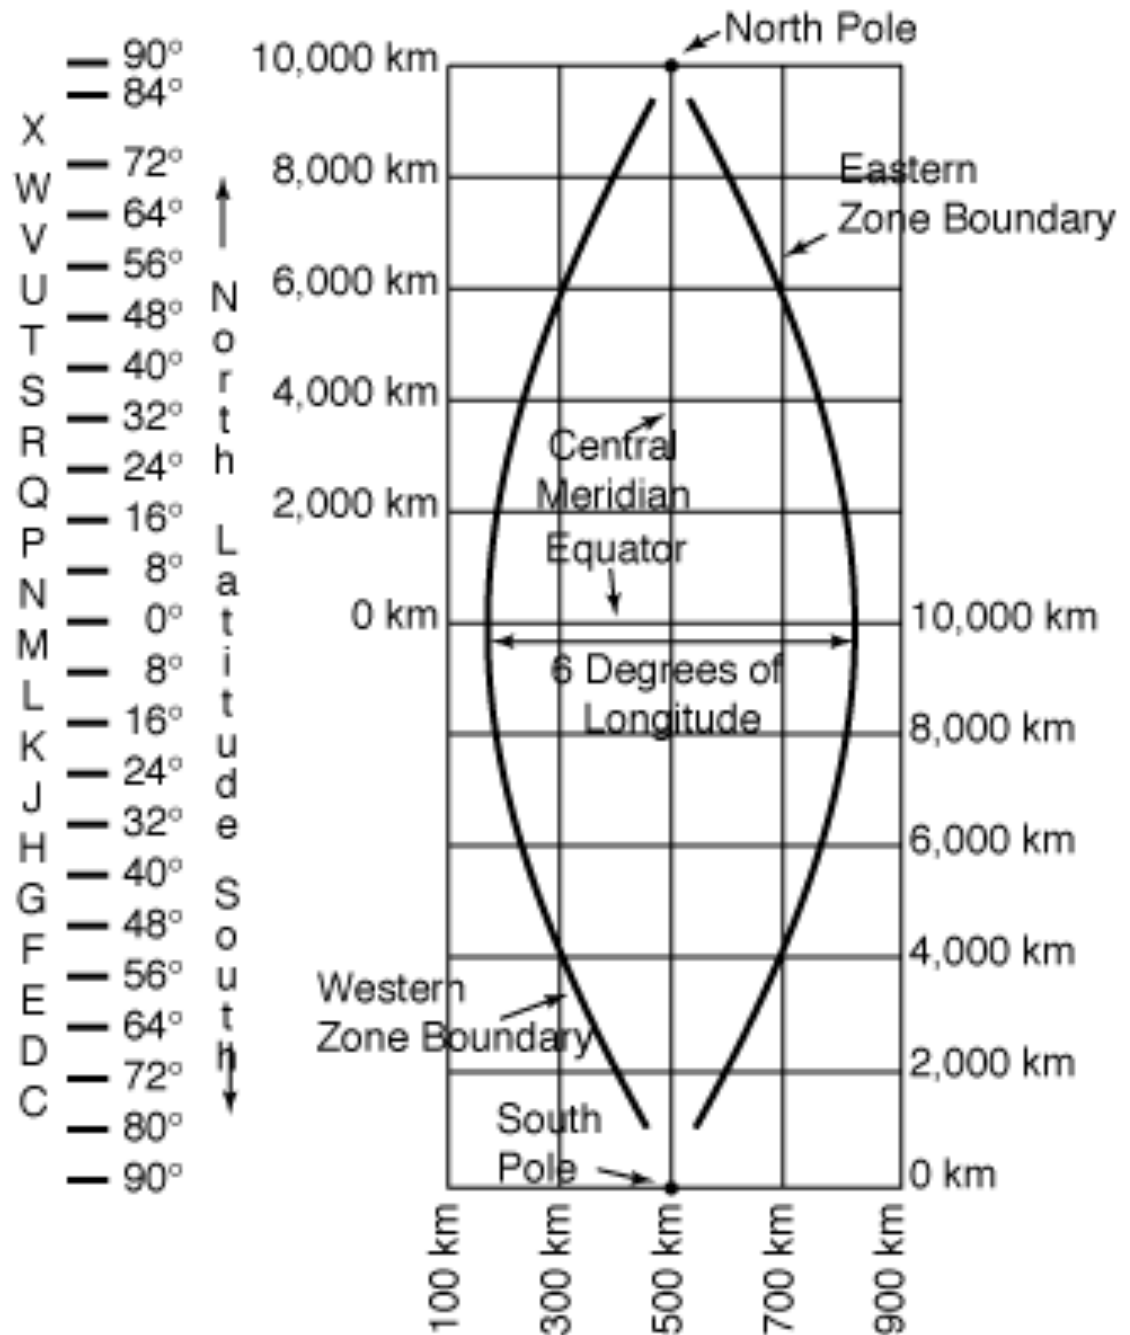 North Pole
90°
10,000 km
84°
X
72°
8,000 km
Eastern
Zone Boundary
W
64°
V
56°
U
6,000 km
48°
T
40°
S
4,000 km
32°
R
Central
Meridian
24°
Q
2,000 km
16°
P
Equator
8°
N
0°
0 km
10,000 km
M
6 Degrees of
Longitude
8°
L
16°
8,000 km
K
24°
J
32°
6,000 km
H
40°
G
48°
4,000 km
F
56°
Western
Zone Boundary
E
64°
D
72°
2,000 km
C
80°
South
Pole
90°
0 km
North Latitude South
100 km
300 km
500 km
700 km
900 km